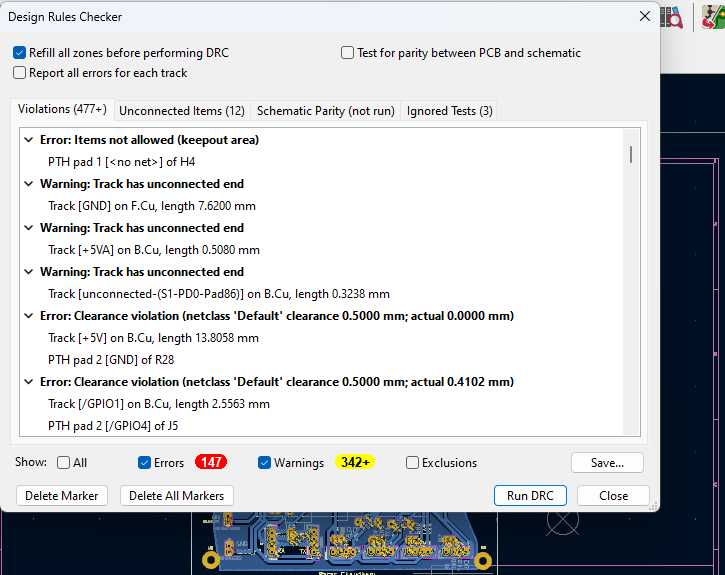 Design Rules Checker
Refill all zones before performing DRC
Test for parity between PCB and schematic
Report all errors for each track
Violations (477+)
Unconnected Items (12)
Schematic Parity (not run)
Ignored Tests (3)
Error: Items not allowed (keepout area)
PTH pad 1 [<no net>] of H4
Warning: Track has unconnected end
Track [GND] on F.Cu, length 7.6200 mm
Warning: Track has unconnected end
Track [+5VA] on B.Cu, length 0.5080 mm
Warning: Track has unconnected end
Track [unconnected-(S1-PD0-Pad86)] on B.Cu, length 0.3238 mm
Error: Clearance violation (netclass 'Default' clearance 0.5000 mm; actual 0.0000 mm)
Track [+5V] on B.Cu, length 13.8058 mm
PTH pad 2 [GND] of R28
Error: Clearance violation (netclass 'Default' clearance 0.5000 mm; actual 0.4102 mm)
Track [/GPIO1] on B.Cu, length 2.5563 mm
PTH pad 2 [/GPIO4] of J5
Show:
All
Errors
147
Warnings
342+
Exclusions
Save...
Delete Marker
Delete All Markers
Run DRC
Close